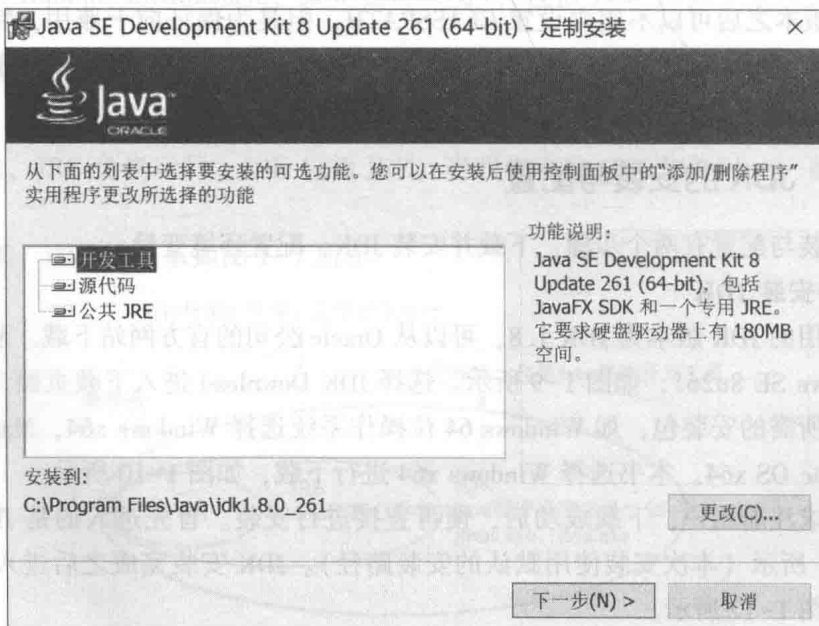 Java SE Development Kit 8 Update 261 (64-bit) - 定制安装
Java
ORACLE
从下面的列表中选择要安装的可选功能。您可以在安装后使用控制面板中的“添加/删除程序”
实用程序更改所选择的功能
开发工具
源代码
公共 JRE
功能说明:
Java SE Development Kit 8
Update 261 (64-bit), 包括
JavaFX SDK 和一个专用 JRE。
它要求硬盘驱动器上有 180MB
空间。
安装到:
C:\Program Files\Java\jdk1.8.0_261
更改(C)...
下一步(N) >
取消